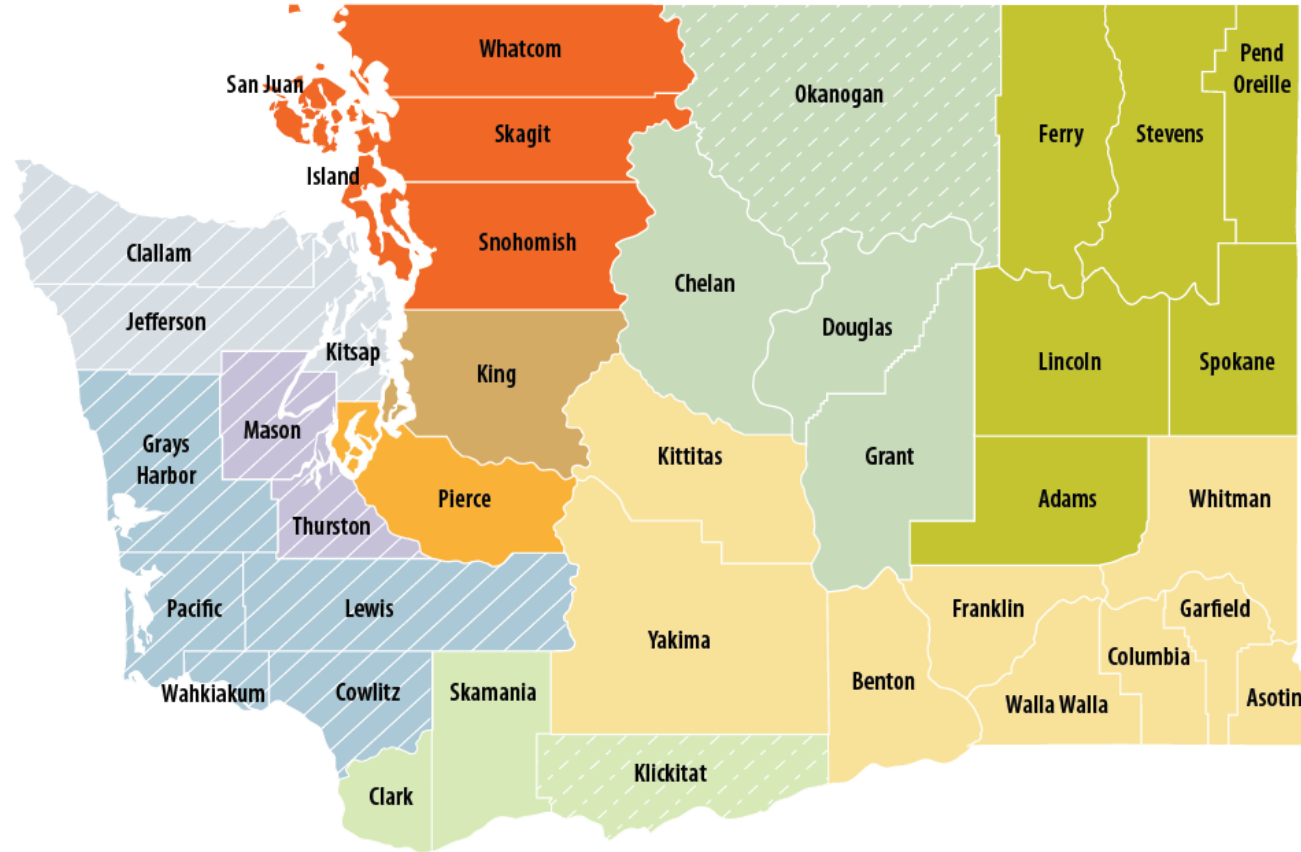 Whatcom
San Juan
Pend
Oreille
Okanogan
Skagit
Ferry
Stevens
Island
Snohomish
Clallam
Chelan
Jefferson
Douglas
Kitsap
Lincoln
Spokane
King
Mason
Grays
Harbor
Kittitas
Grant
Pierce
Adams
Whitman
Thurston
Pacific
Lewis
Franklin
Garfield
Yakima
Columbia
Benton
Wahkiakum
Cowlitz
Skamania
Asotin
Walla Walla
Klickitat
Clark